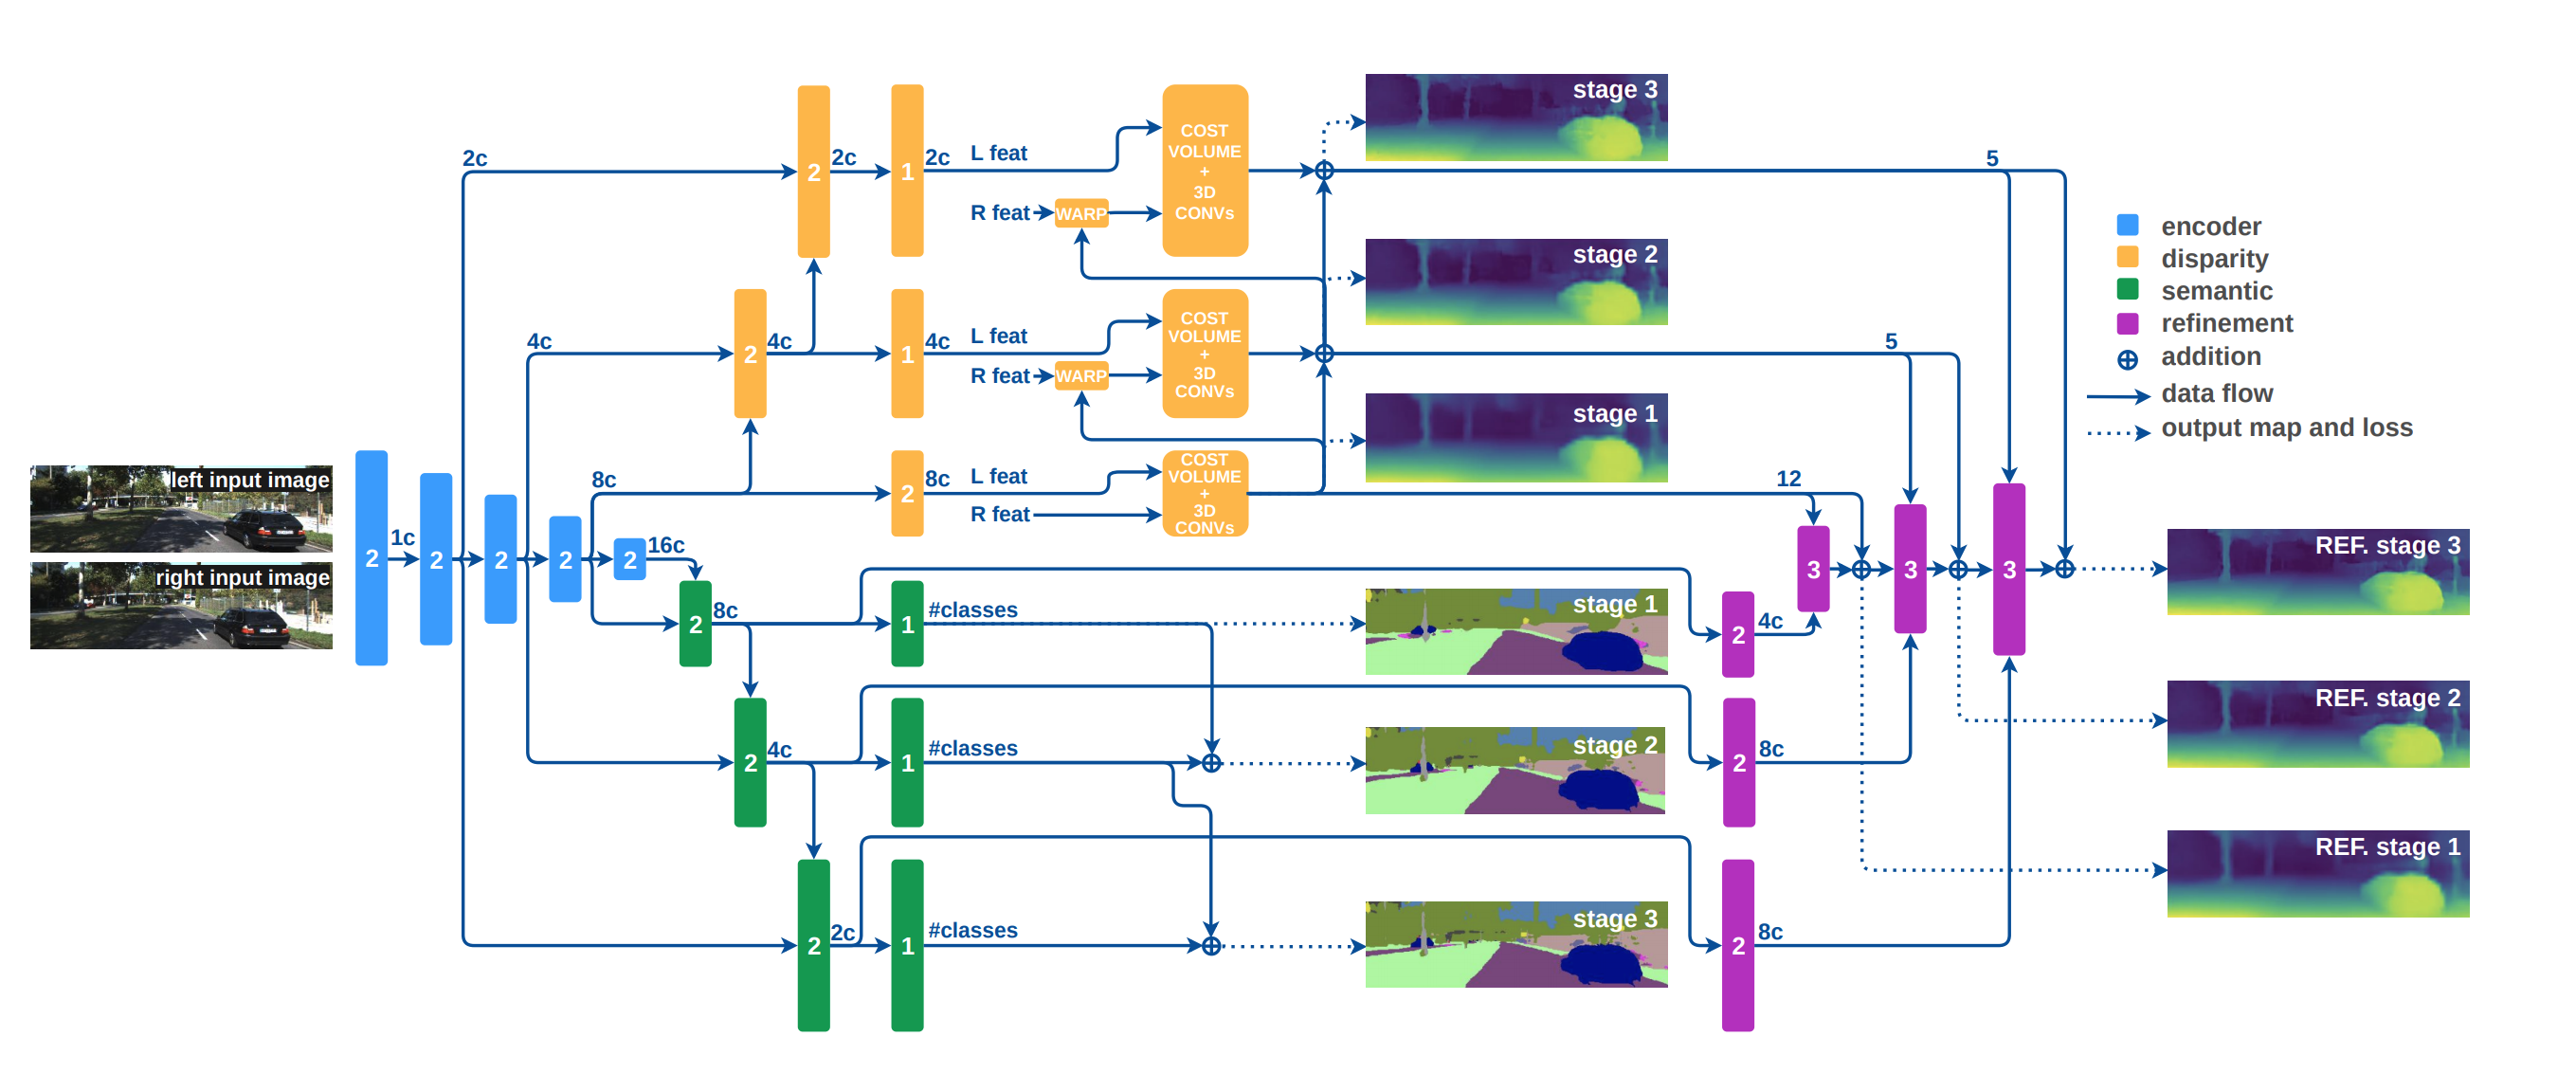 left input image
right input image
2
1c
2
2
2
2
16c
2c
4c
8c
2
2c
1
2c
L feat
R feat
WARP
COST
VOLUME
+
3D
CONVs
stage 3
5
2
4c
1
4c
L feat
R feat
WARP
COST
VOLUME
+
3D
CONVs
stage 2
5
2
8c
L feat
R feat
COST
VOLUME
+
3D
CONVs
stage 1
12
2
8c
1
#classes
stage 1
2
4c
2
4c
1
#classes
stage 2
2
8c
2
2c
1
#classes
stage 3
2
8c
3
3
3
encoder
disparity
semantic
refinement
addition
data flow
output map and loss
REF. stage 3
REF. stage 2
REF. stage 1